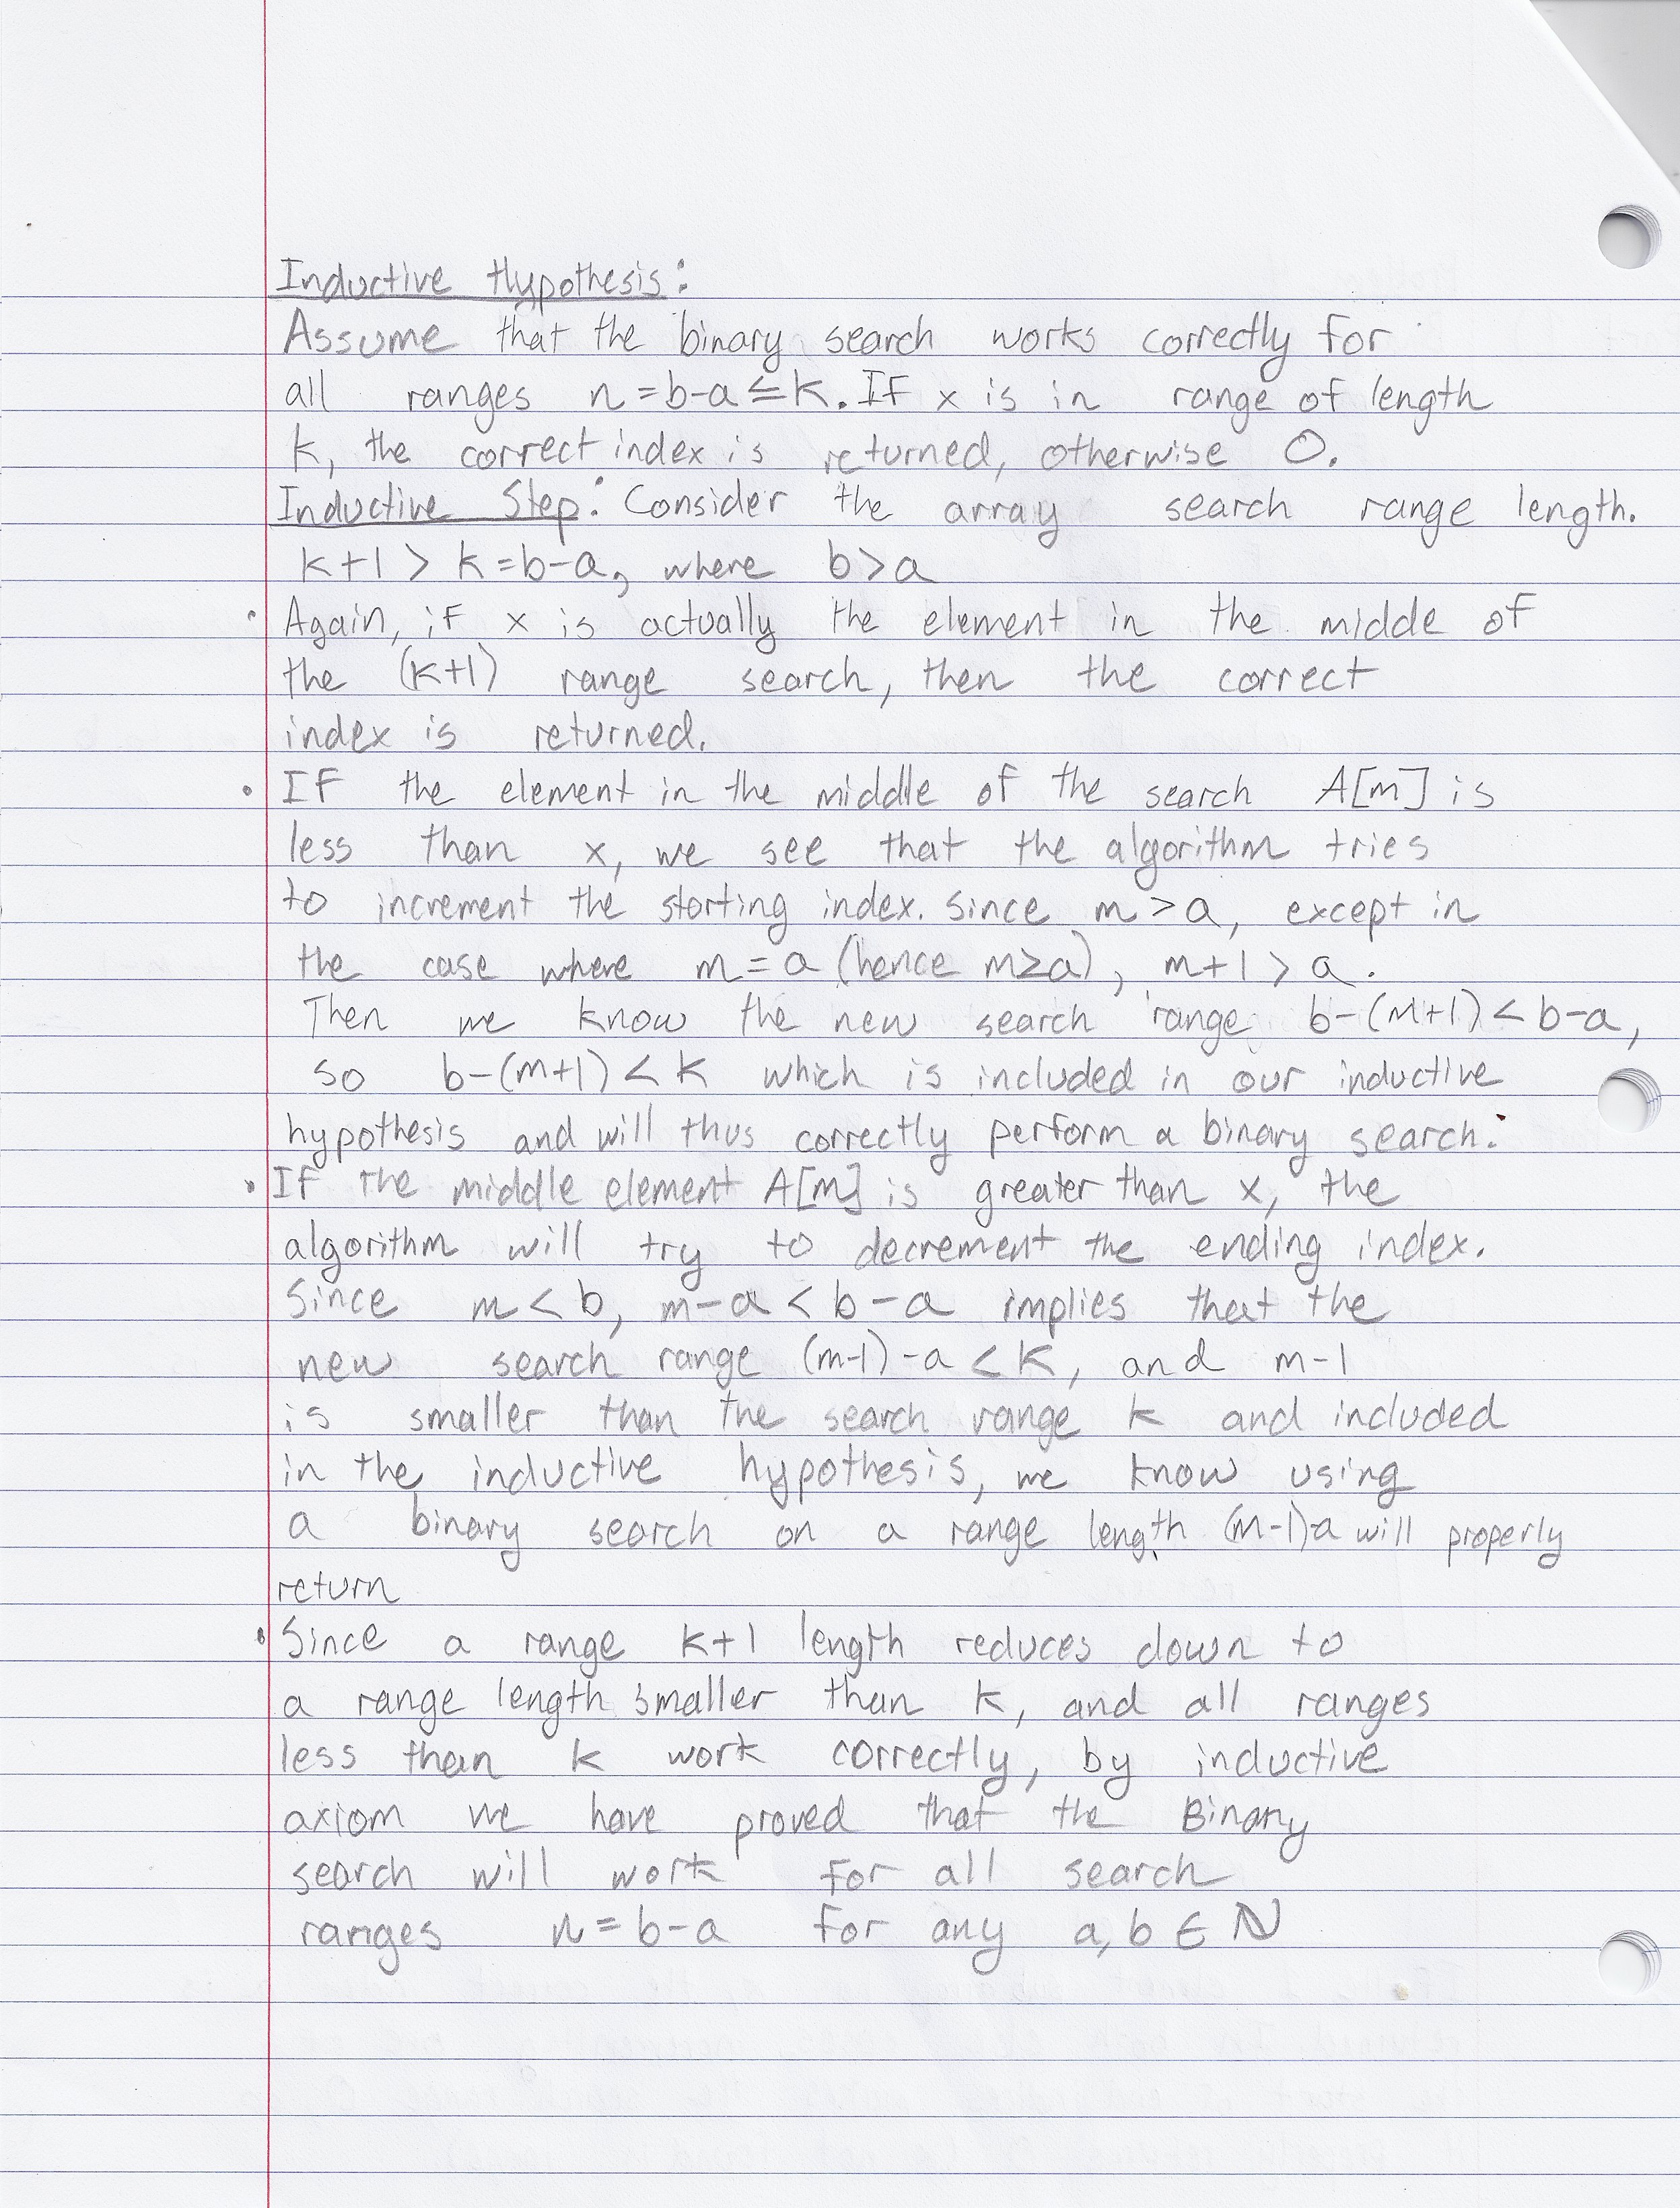 Inductive Hypothesis:
Assume that the binary search works correctly for
all ranges n = b-a ≤ k. If x is in range of length
k, the correct index is returned, otherwise 0.
Inductive Step: Consider the array search range length.
k+1 > k = b-a, where b>a
• Again, if x is actually the element in the midde of
the (k+1) range search, then the correct
index is returned.
• If the element in the middle of the search A[m] is
less than x, we see that the algorithm tries
to increment the starting index. Since m > a, except in
the case where m = a (hence m≥a), m+1 > a.
Then we know the new search range b-(m+1) < b-a,
so b-(m+1) < k which is included in our inductive
hypothesis and will thus correctly perform a binary search.
• If the middle element A[m] is greater than x, the
algorithm will try to decrement the ending index.
Since m < b, m-a < b-a implies that the
new search range (m-1)-a < k, and m-1
is smaller than the search range k and included
in the inductive hypothesis, we know using
a binary search on a range length (m-1)-a will properly
return
• Since a range k+1 length reduces down to
a range length smaller than k, and all ranges
less than k work correctly, by inductive
axiom we have proved that the Binary
search will work for all search
ranges n = b-a for any a, b ∈ ℕ